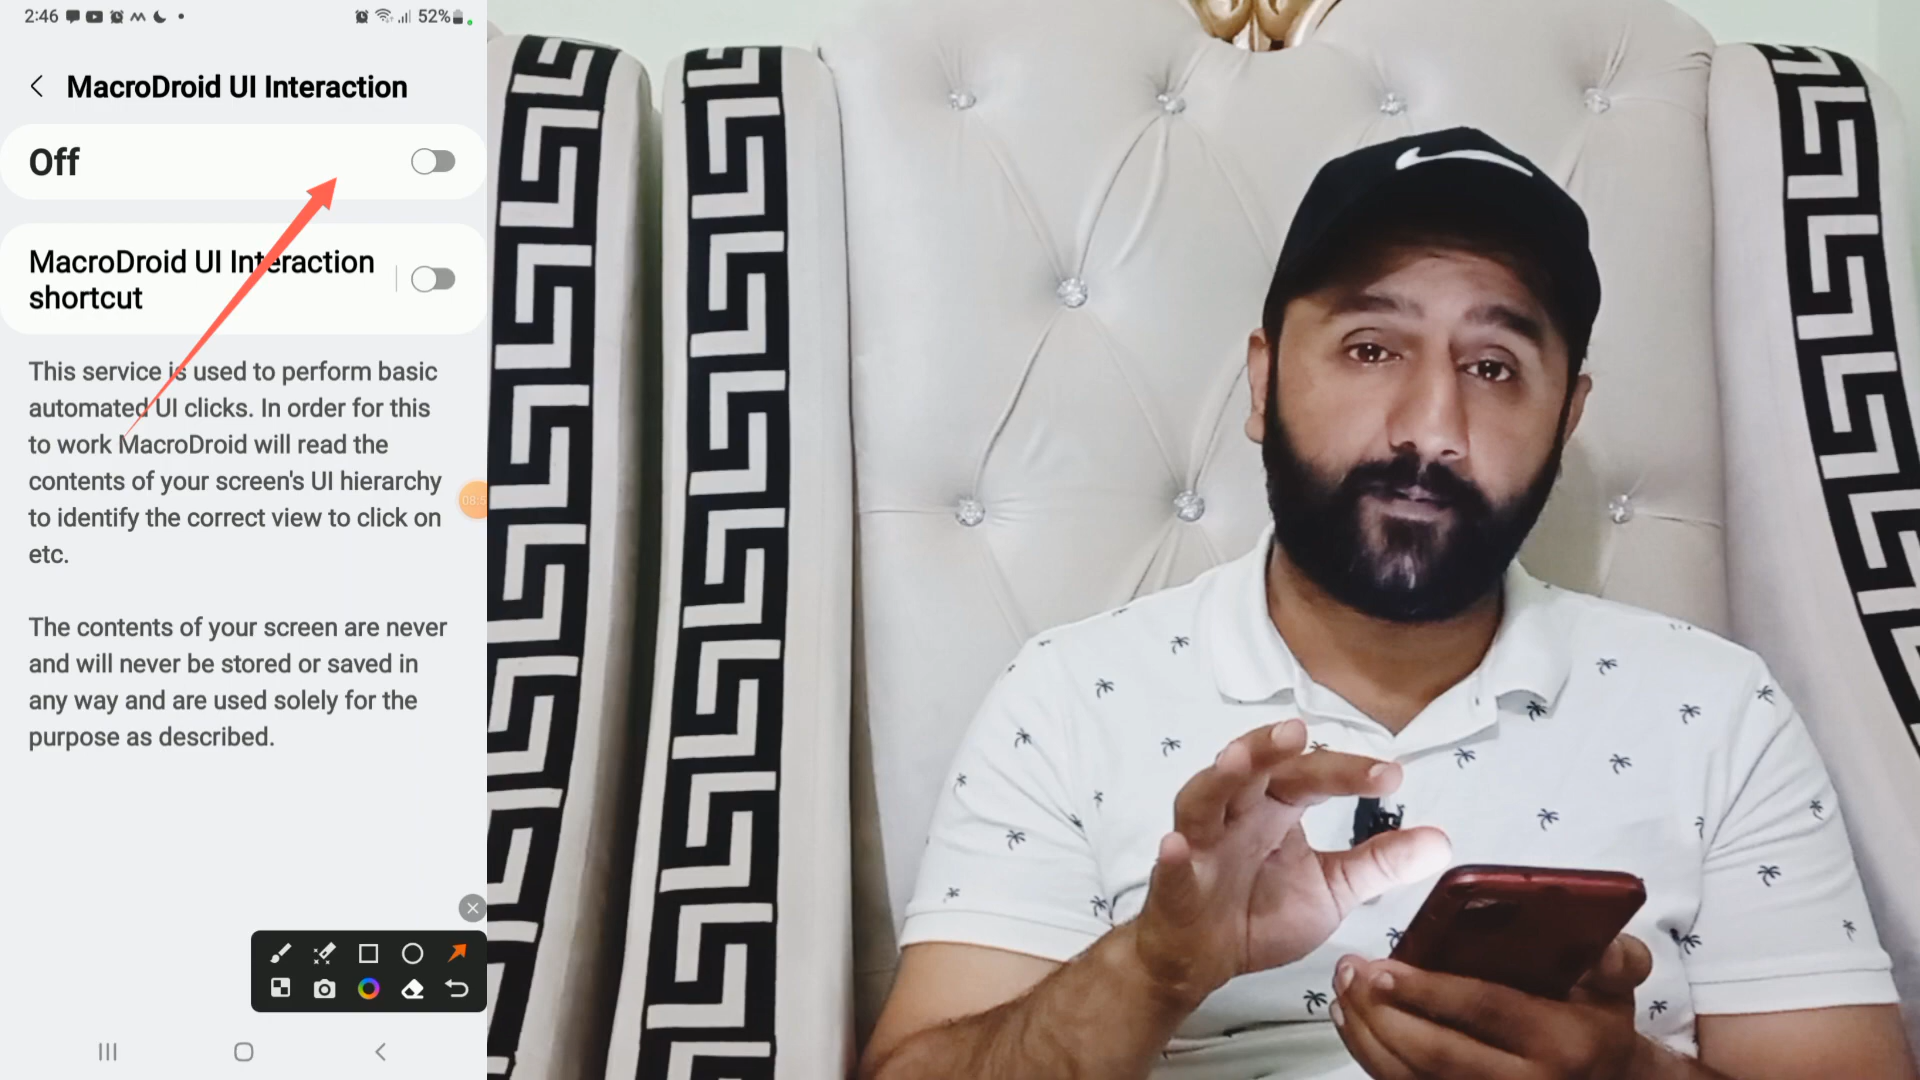 2:46
52%
MacroDroid UI Interaction
Off
MacroDroid UI Interaction
shortcut
This service is used to perform basic
automated UI clicks. In order for this
to work MacroDroid will read the
contents of your screen's UI hierarchy
to identify the correct view to click on
etc.
The contents of your screen are never
and will never be stored or saved in
any way and are used solely for the
purpose as described.